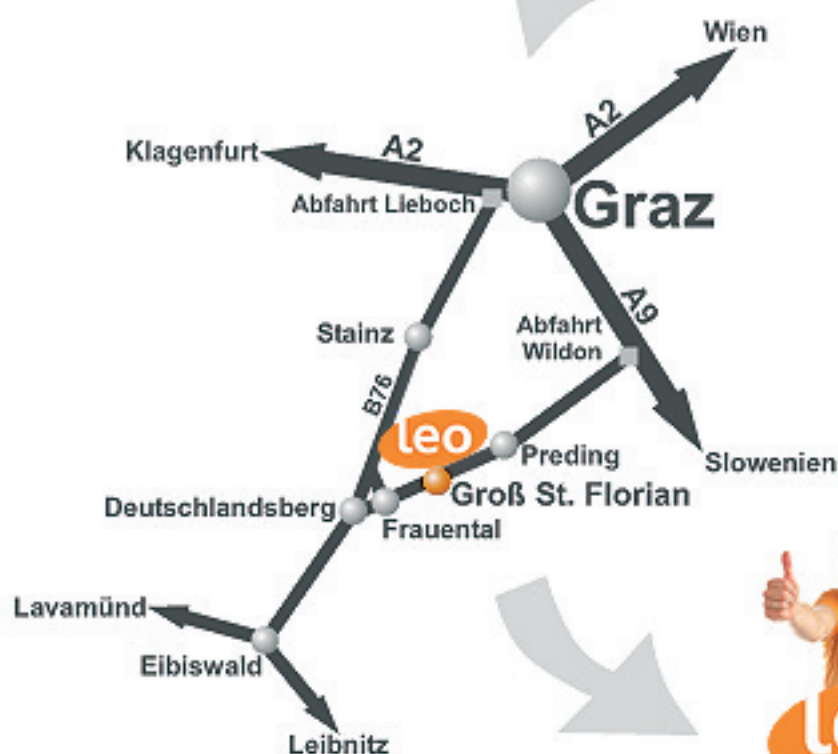 Wien
A2
Klagenfurt
A2
Abfahrt Lieboch
Graz
A9
Abfahrt
Wildon
Stainz
B76
leo
Preding
Slowenien
Groß St. Florian
Deutschlandsberg
Frauental
Lavamünd
Eibiswald
Leibnitz